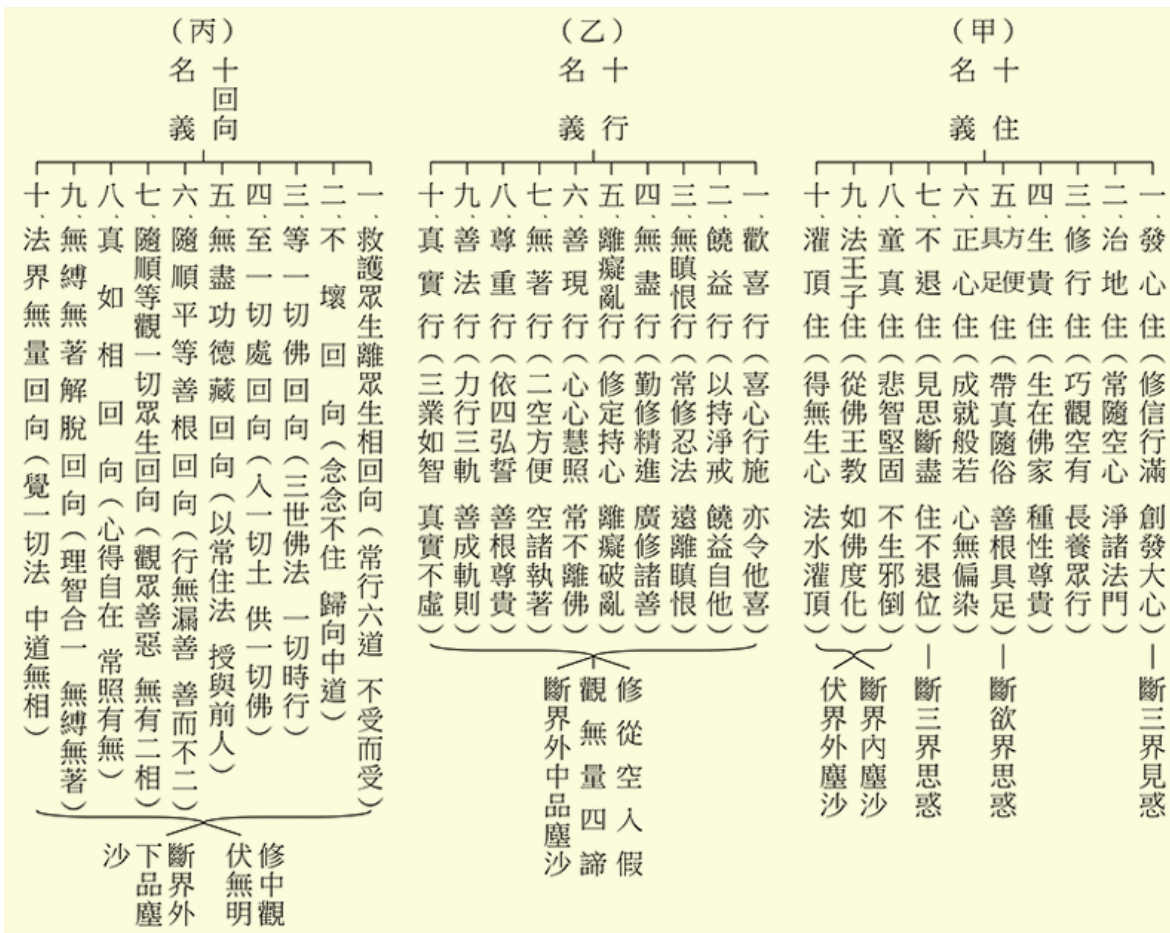 （甲）
十住
名義
一、發心住（修信行滿 創發大心）
二、治地住（常隨空心 淨諸法門）
三、修行住（巧觀空有 長養眾行）
四、生貴住（生在佛家 種性尊貴）
五、方便具足住（帶真隨俗 善根具足）
六、正心住（成就般若 心無偏染）
七、不退住（見思斷盡 住不退位）
八、童真住（悲智堅固 不生邪倒）
九、法王子住（從佛王教 如佛度化）
十、灌頂住（得無生心 法水灌頂）
斷三界見惑
斷欲界思惑
斷三界思惑
斷界內塵沙
伏界外塵沙
（乙）
十行
名義
一、歡喜行（喜心行施 亦令他喜）
二、饒益行（以持淨戒 饒益自他）
三、無瞋恨行（常修忍法 遠離瞋恨）
四、無盡行（勤修精進 廣修諸善）
五、離癡亂行（修定持心 離癡破亂）
六、善現行（心心慧照 常不離佛）
七、無著行（二空方便 空諸執著）
八、尊重行（依四弘誓 善根尊貴）
九、善法行（力行三軌 善成軌則）
十、真實行（三業如智 真實不虛）
修從空入假
觀無量四諦
斷界外中品塵沙
（丙）
十回向
名義
一、救護眾生離眾生相回向（常行六道 不受而受）
二、不壞回向（念念不住 歸向中道）
三、等一切佛回向（三世佛法 一切時行）
四、至一切處回向（入一切土 供一切佛）
五、無盡功德藏回向（以常住法 授與前人）
六、隨順平等善根回向（行無漏善 善而不二）
七、隨順等觀一切眾生回向（觀眾善惡 無有二相）
八、真如相回向（心得自在 常照有無）
九、無縛無著解脫回向（理智合一 無縛無著）
十、法界無量回向（覺一切法 中道無相）
修中觀
伏無明
斷界外
下品塵
沙